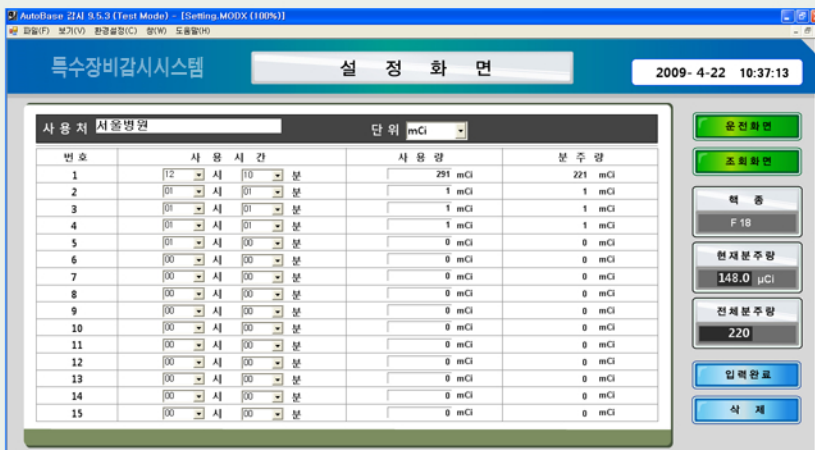 AutoBase 감시 9.5.3 (Test Mode) - [Setting.MODX (100%)]
파일(F) 보기(V) 환경설정(C) 창(W) 도움말(H)
특수장비감시시스템
설 정 화 면
2009- 4-22 10:37:13
사 용 처 서울병원 단 위 mCi
번 호 사 용 시 간 사 용 량 분 주 량
1 12 시 10 분 291 mCi 221 mCi
2 01 시 01 분 1 mCi 1 mCi
3 01 시 01 분 1 mCi 1 mCi
4 01 시 01 분 1 mCi 1 mCi
5 01 시 00 분 0 mCi 0 mCi
6 00 시 00 분 0 mCi 0 mCi
7 00 시 00 분 0 mCi 0 mCi
8 00 시 00 분 0 mCi 0 mCi
9 00 시 00 분 0 mCi 0 mCi
10 00 시 00 분 0 mCi 0 mCi
11 00 시 00 분 0 mCi 0 mCi
12 00 시 00 분 0 mCi 0 mCi
13 00 시 00 분 0 mCi 0 mCi
14 00 시 00 분 0 mCi 0 mCi
15 00 시 00 분 0 mCi 0 mCi
운전화면
조회화면
핵 종
F 18
현재분주량
148.0 μCi
전체분주량
220
입력완료
삭 제